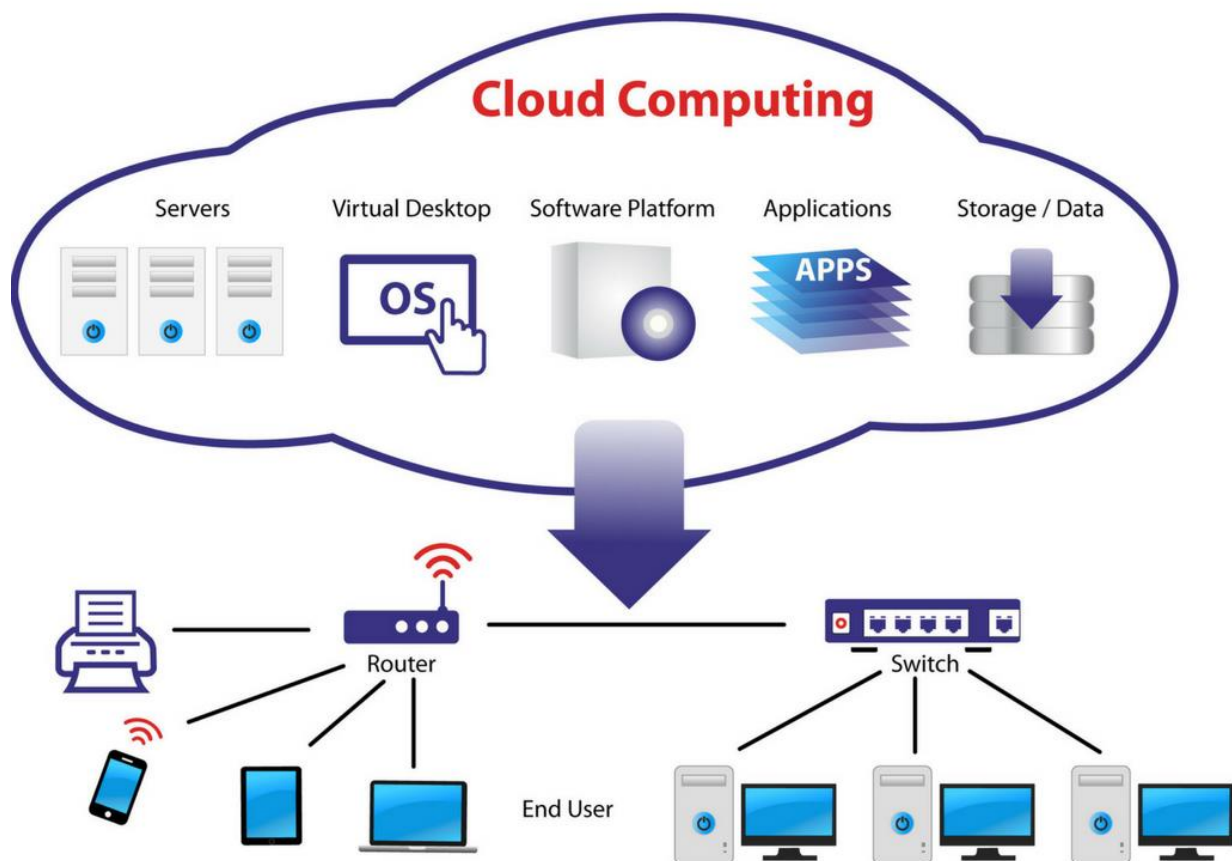 Cloud Computing
Servers
Virtual Desktop
Software Platform
Applications
Storage / Data
OS
APPS
Router
Switch
End User